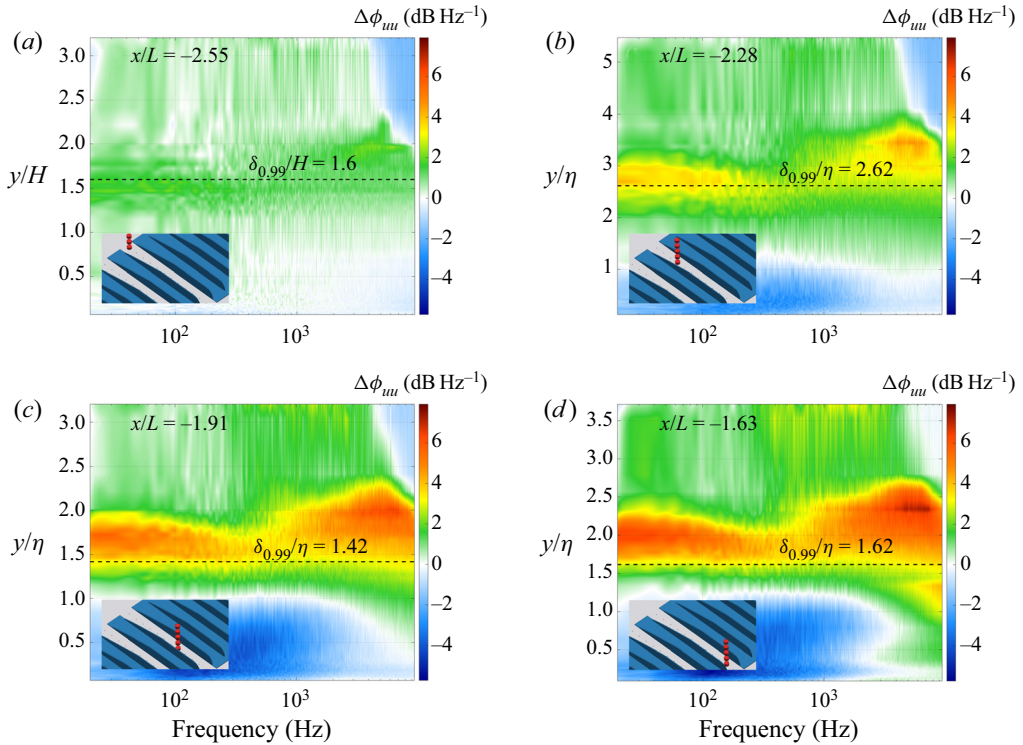 Δϕuu (dB Hz–1)
Δϕuu (dB Hz–1)
(a)
x/L = –2.55
(b)
x/L = –2.28
3.0
2.5
2.0
1.5
1.0
0.5
y/H
δ0.99/H = 1.6
10²
10³
6
4
2
0
–2
–4
5
4
3
2
1
y/η
δ0.99/η = 2.62
10²
10³
6
4
2
0
–2
–4
Δϕuu (dB Hz–1)
Δϕuu (dB Hz–1)
(c)
x/L = –1.91
(d)
x/L = –1.63
3.0
2.5
2.0
1.5
1.0
0.5
y/η
δ0.99/η = 1.42
10²
10³
Frequency (Hz)
6
4
2
0
–2
–4
3.5
3.0
2.5
2.0
1.5
1.0
0.5
y/η
δ0.99/η = 1.62
10²
10³
Frequency (Hz)
6
4
2
0
–2
–4